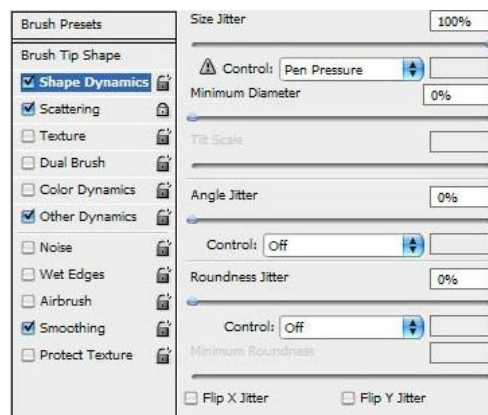 Brush Presets
Brush Tip Shape
Shape Dynamics
Scattering
Texture
Dual Brush
Color Dynamics
Other Dynamics
Noise
Wet Edges
Airbrush
Smoothing
Protect Texture
Size Jitter 100%
Control: Pen Pressure
Minimum Diameter 0%
Tilt Scale
Angle Jitter 0%
Control: Off
Roundness Jitter 0%
Control: Off
Minimum Roundness
Flip X Jitter Flip Y Jitter